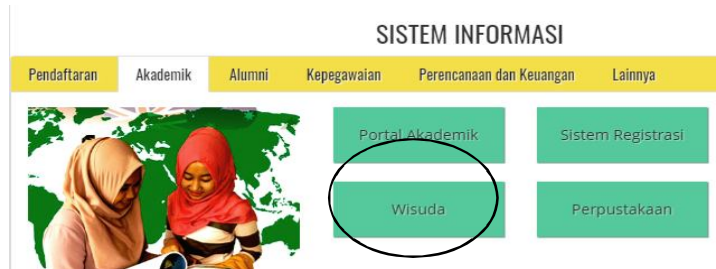 SISTEM INFORMASI
Pendaftaran Akademik Alumni Kepegawaian Perencanaan dan Keuangan Lainnya
Portal Akademik Sistem Registrasi
Wisuda Perpustakaan